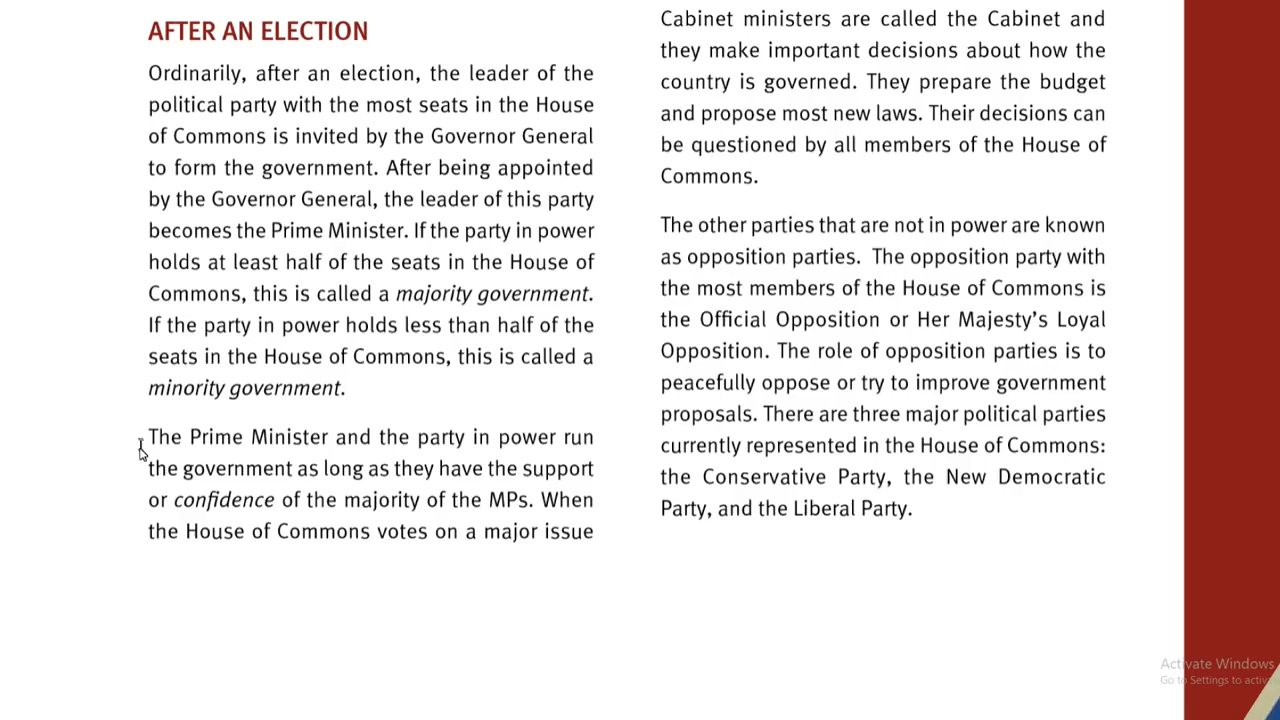 AFTER AN ELECTION
Ordinarily, after an election, the leader of the
political party with the most seats in the House
of Commons is invited by the Governor General
to form the government. After being appointed
by the Governor General, the leader of this party
becomes the Prime Minister. If the party in power
holds at least half of the seats in the House of
Commons, this is called a majority government.
If the party in power holds less than half of the
seats in the House of Commons, this is called a
minority government.
The Prime Minister and the party in power run
the government as long as they have the support
or confidence of the majority of the MPs. When
the House of Commons votes on a major issue
Cabinet ministers are called the Cabinet and
they make important decisions about how the
country is governed. They prepare the budget
and propose most new laws. Their decisions can
be questioned by all members of the House of
Commons.
The other parties that are not in power are known
as opposition parties. The opposition party with
the most members of the House of Commons is
the Official Opposition or Her Majesty’s Loyal
Opposition. The role of opposition parties is to
peacefully oppose or try to improve government
proposals. There are three major political parties
currently represented in the House of Commons:
the Conservative Party, the New Democratic
Party, and the Liberal Party.
Activate Windows
Go to Settings to activ